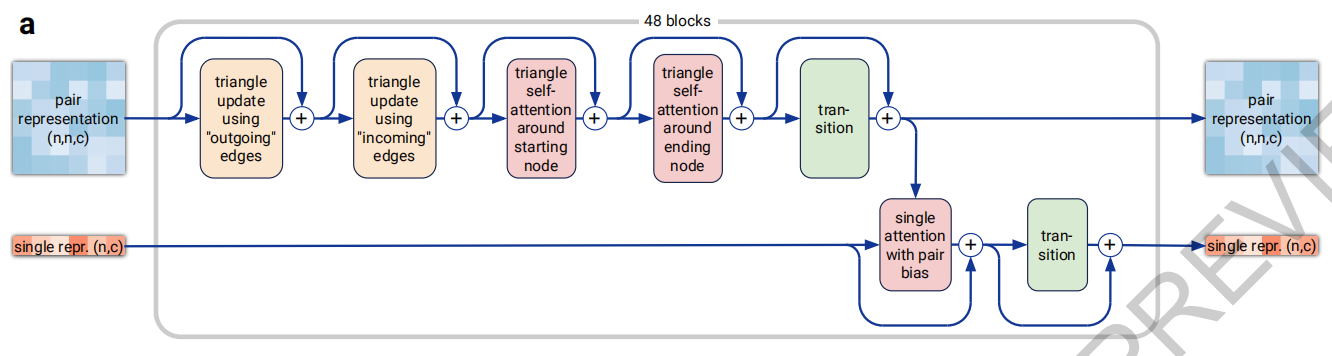 a
48 blocks
pair
representation
(n,n,c)
triangle
update
using
"outgoing"
edges
+
triangle
update
using
"incoming"
edges
+
triangle
self-
attention
around
starting
node
+
triangle
self-
attention
around
ending
node
+
tran-
sition
+
pair
representation
(n,n,c)
single repr. (n,c)
single
attention
with pair
bias
+
tran-
sition
+
single repr. (n,c)
PREVIE